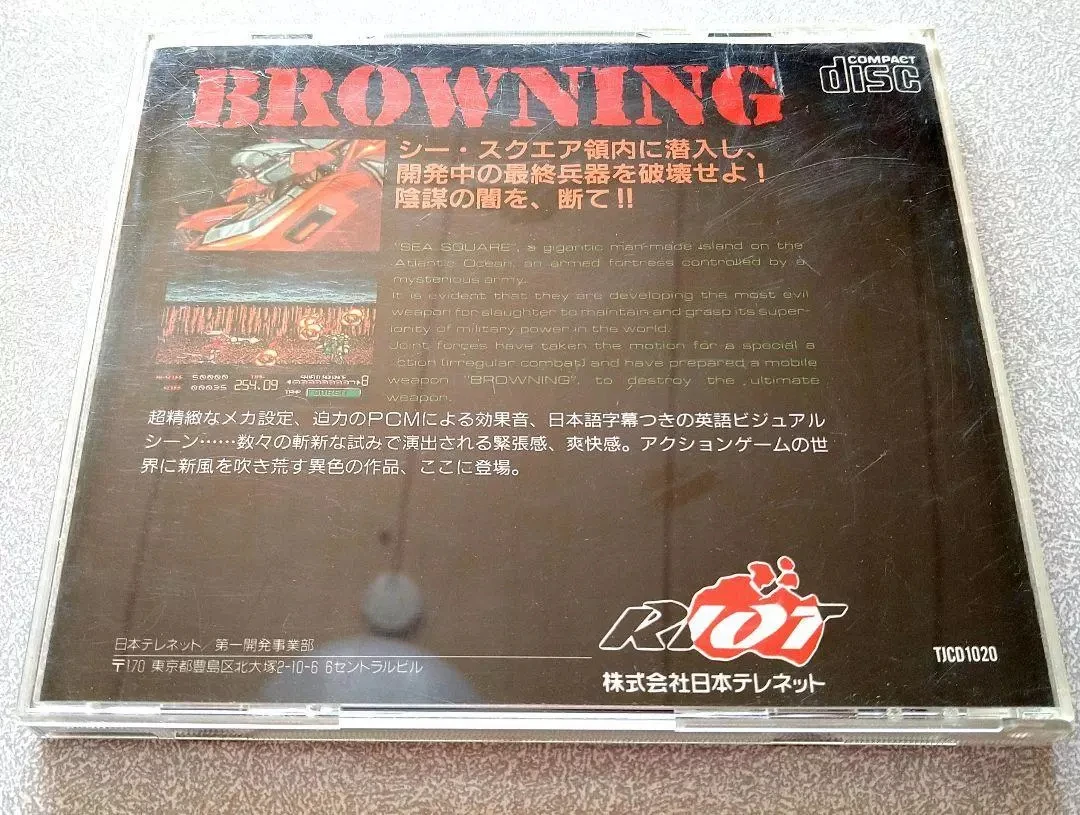 BROWNING
COMPACT
disc
シー・スクエア領内に潜入し、
開発中の最終兵器を破壊せよ！
陰謀の闇を、断て!!
"SEA SQUARE", a gigantic man-made island on the
Atlantic Ocean, an armed fortress controlled by a
mysterious army.
It is evident that they are developing the most evil
weapon for slaughter to maintain and grasp its super-
iority of military power in the world.
Joint forces have taken the motion for a special a
ction (irregular combat) and have prepared a mobile
weapon "BROWNING", to destroy the ultimate
weapon.
50000
00035
254.09
8
超精緻なメカ設定、迫力のPCMによる効果音、日本語字幕つきの英語ビジュアル
シーン……数々の斬新な試みで演出される緊張感、爽快感。アクションゲームの世
界に新風を吹き荒す異色の作品、ここに登場。
RIOT
日本テレネット／第一開発事業部
〒170 東京都豊島区北大塚2-10-6 6セントラルビル
株式会社日本テレネット
TJCD1020